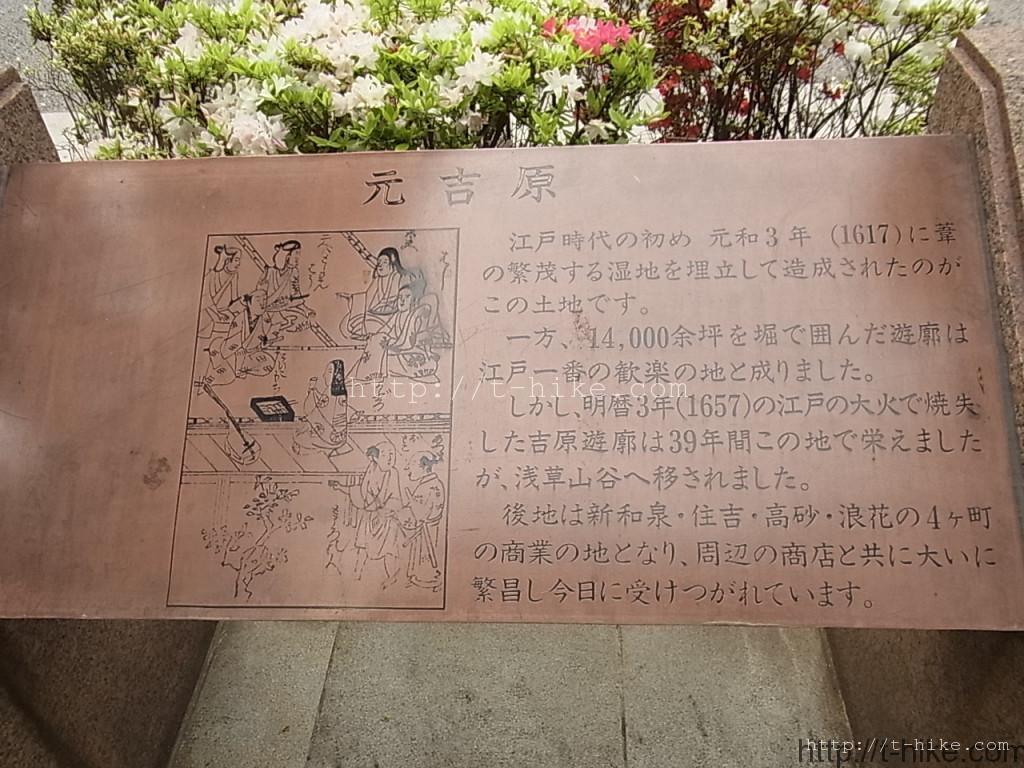 元吉原
江戸時代の初め 元和3年 (1617)に葦
の繁茂する湿地を埋立して造成されたのが
この土地です。
一方、14,000余坪を堀で囲んだ遊廓は
江戸一番の歓楽の地と成りました。
しかし、明暦3年(1657)の江戸の大火で焼失
した吉原遊廓は39年間この地で栄えました
が、浅草山谷へ移されました。
後地は新和泉・住吉・高砂・浪花の4ヶ町
の商業の地となり、周辺の商店と共に大いに
繁昌し今日に受けつがれています。
http://t-hike.com
http://t-hike.com
http://t-hike.com